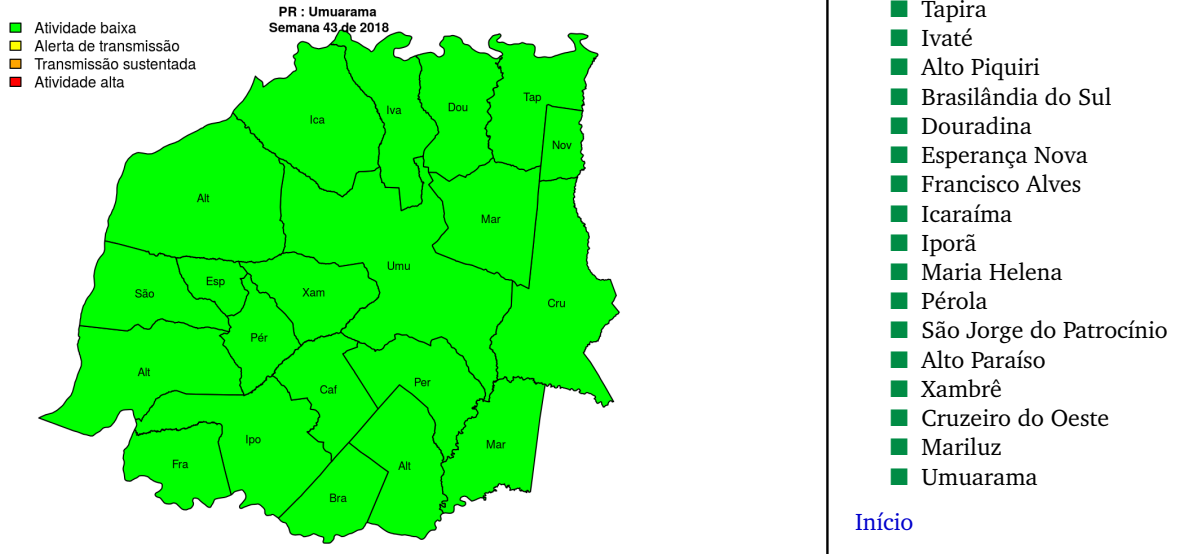 PR : Umuarama
Semana 43 de 2018
Atividade baixa
Alerta de transmissão
Transmissão sustentada
Atividade alta
Ica
Iva
Dou
Tap
Nov
Alt
Mar
Umu
Esp
São
Xam
Cru
Pér
Alt
Caf
Per
Ipo
Mar
Fra
Alt
Bra
Tapira
Ivaté
Alto Piquiri
Brasilândia do Sul
Douradina
Esperança Nova
Francisco Alves
Icaraíma
Iporã
Maria Helena
Pérola
São Jorge do Patrocínio
Alto Paraíso
Xambrê
Cruzeiro do Oeste
Mariluz
Umuarama
Início